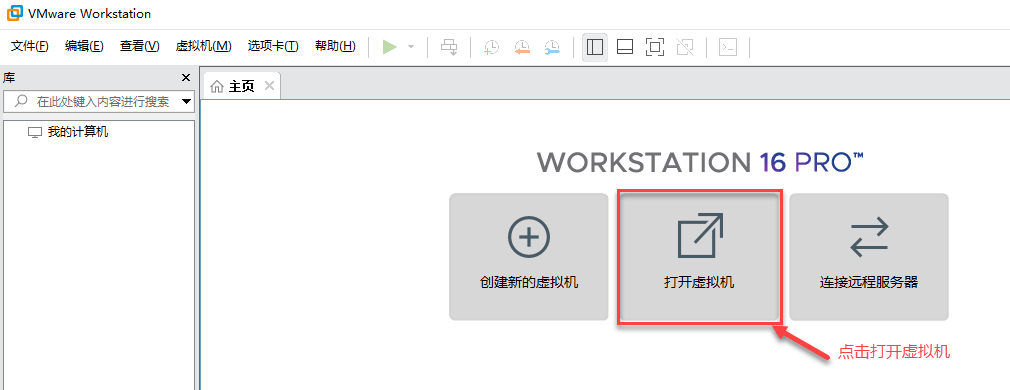 VMware Workstation
文件(F) 编辑(E) 查看(V) 虚拟机(M) 选项卡(T) 帮助(H)
库
主页
在此处键入内容进行搜索
我的计算机
WORKSTATION 16 PRO™
创建新的虚拟机 打开虚拟机 连接远程服务器
点击打开虚拟机